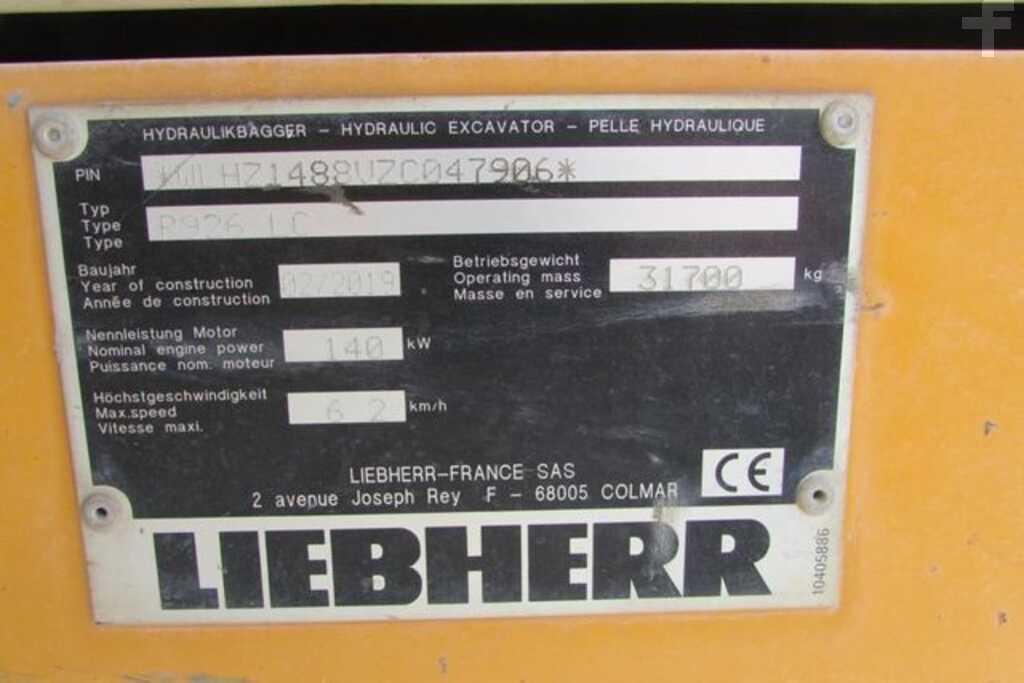 HYDRAULIKBAGGER - HYDRAULIC EXCAVATOR - PELLE HYDRAULIQUE
PIN *WLHZ1488VZC047906*
Typ
Type R926 LC
Type
Baujahr
Year of construction 02/2019
Année de construction
Betriebsgewicht
Operating mass 31700 kg
Masse en service
Nennleistung Motor
Nominal engine power 140 kW
Puissance nom. moteur
Höchstgeschwindigkeit
Max.speed 6.2 km/h
Vitesse maxi.
LIEBHERR-FRANCE SAS
2 avenue Joseph Rey F - 68005 COLMAR
CE
LIEBHERR
10405886